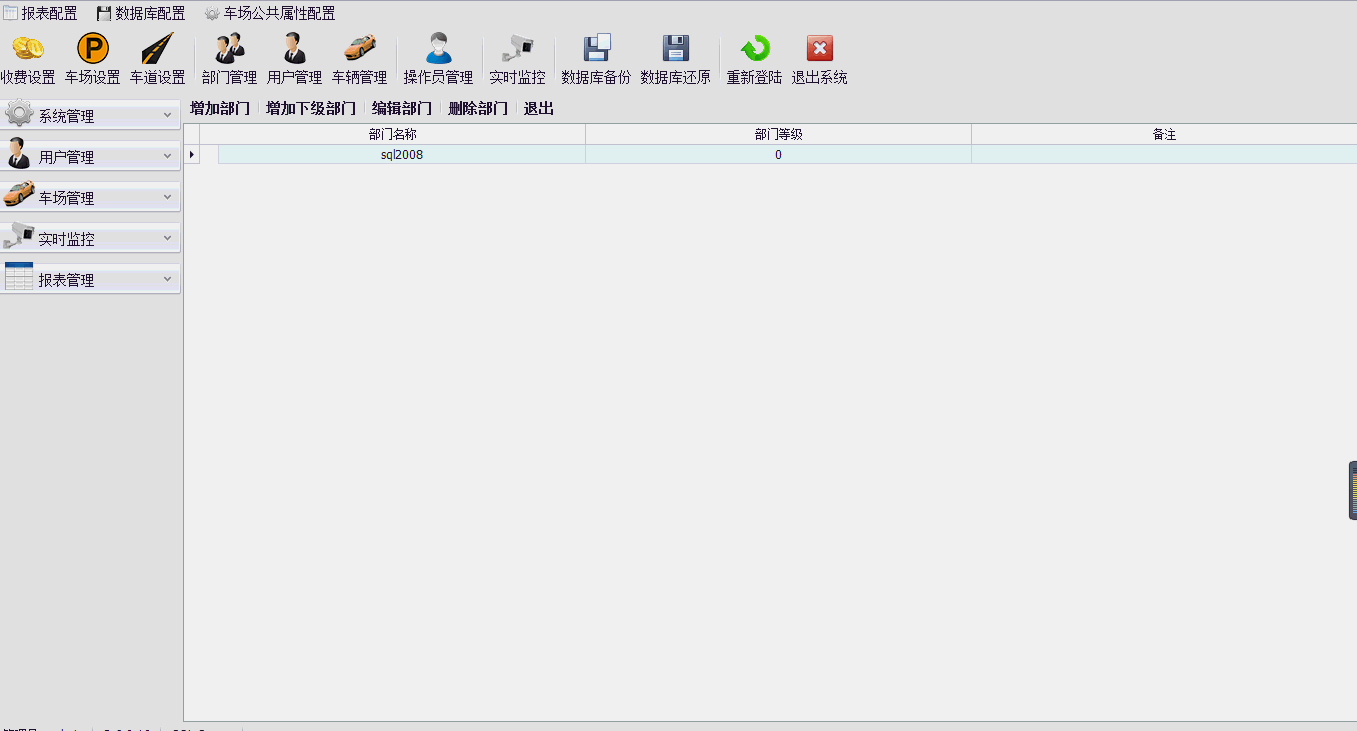 报表配置 数据库配置 车场公共属性配置
收费设置 车场设置 车道设置 部门管理 用户管理 车辆管理 操作员管理 实时监控 数据库备份 数据库还原 重新登陆 退出系统
增加部门 增加下级部门 编辑部门 删除部门 退出
系统管理
用户管理
车场管理
实时监控
报表管理
部门名称 部门等级 备注
sql2008 0